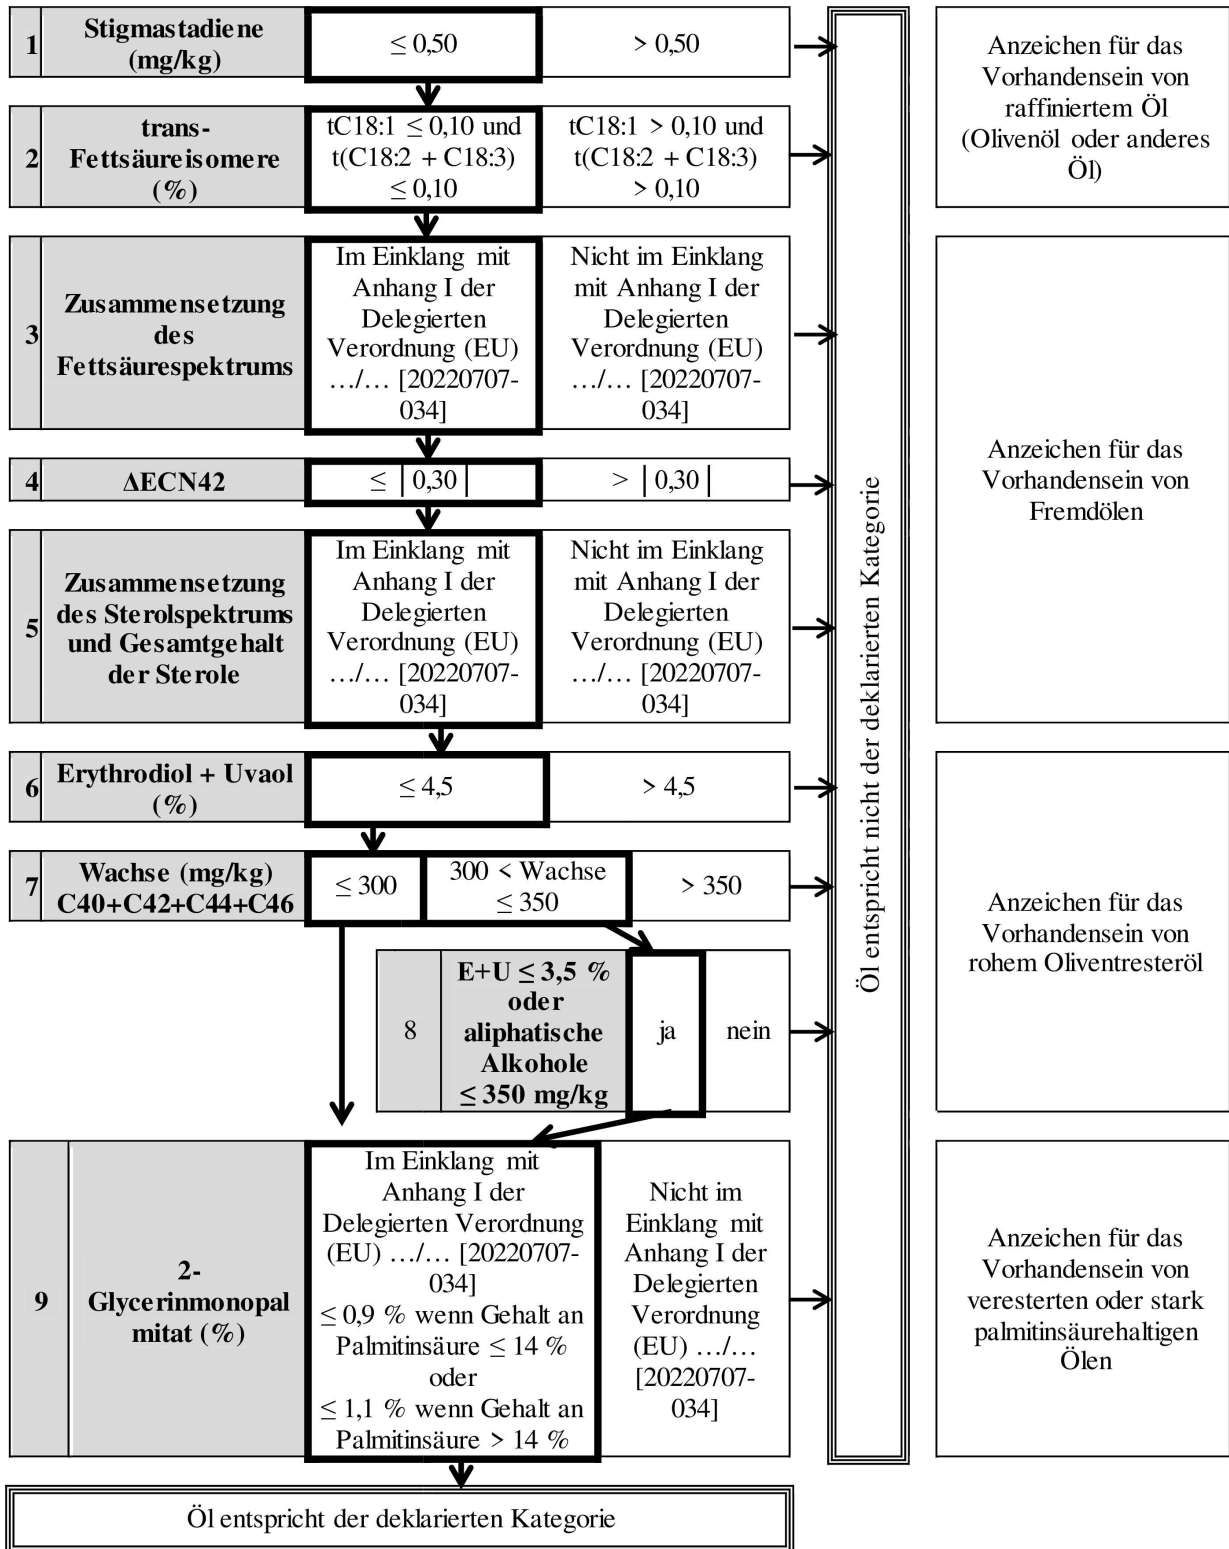 1
Stigmastadiene
(mg/kg)
≤ 0,50
> 0,50
2
trans-
Fettsäureisomere
(%)
tC18:1 ≤ 0,10 und
t(C18:2 + C18:3)
≤ 0,10
tC18:1 > 0,10 und
t(C18:2 + C18:3)
> 0,10
Anzeichen für das
Vorhandensein von
raffiniertem Öl
(Olivenöl oder anderes
Öl)
3
Zusammensetzung
des
Fettsäurespektrums
Im Einklang mit
Anhang I der
Delegierten
Verordnung (EU)
…/… [20220707-
034]
Nicht im Einklang
mit Anhang I der
Delegierten
Verordnung (EU)
…/… [20220707-
034]
4
ΔECN42
≤ | 0,30 |
> | 0,30 |
5
Zusammensetzung
des Sterolspektrums
und Gesamtgehalt
der Sterole
Im Einklang mit
Anhang I der
Delegierten
Verordnung (EU)
…/… [20220707-
034]
Nicht im Einklang
mit Anhang I der
Delegierten
Verordnung (EU)
…/… [20220707-
034]
Anzeichen für das
Vorhandensein von
Fremdölen
6
Erythrodiol + Uvaol
(%)
≤ 4,5
> 4,5
7
Wachse (mg/kg)
C40+C42+C44+C46
≤ 300
300 < Wachse
≤ 350
> 350
8
E+U ≤ 3,5 %
oder
aliphatische
Alkohole
≤ 350 mg/kg
ja
nein
Anzeichen für das
Vorhandensein von
rohem Oliventresteröl
9
2-
Glycerinmonopal
mitat (%)
Im Einklang mit
Anhang I der
Delegierten Verordnung
(EU) …/… [20220707-
034]
≤ 0,9 % wenn Gehalt an
Palmitinsäure ≤ 14 %
oder
≤ 1,1 % wenn Gehalt an
Palmitinsäure > 14 %
Nicht im
Einklang mit
Anhang I der
Delegierten
Verordnung
(EU) …/…
[20220707-
034]
Anzeichen für das
Vorhandensein von
veresterten oder stark
palmitinsäurehaltigen
Ölen
Öl entspricht nicht der deklarierten Kategorie
Öl entspricht der deklarierten Kategorie